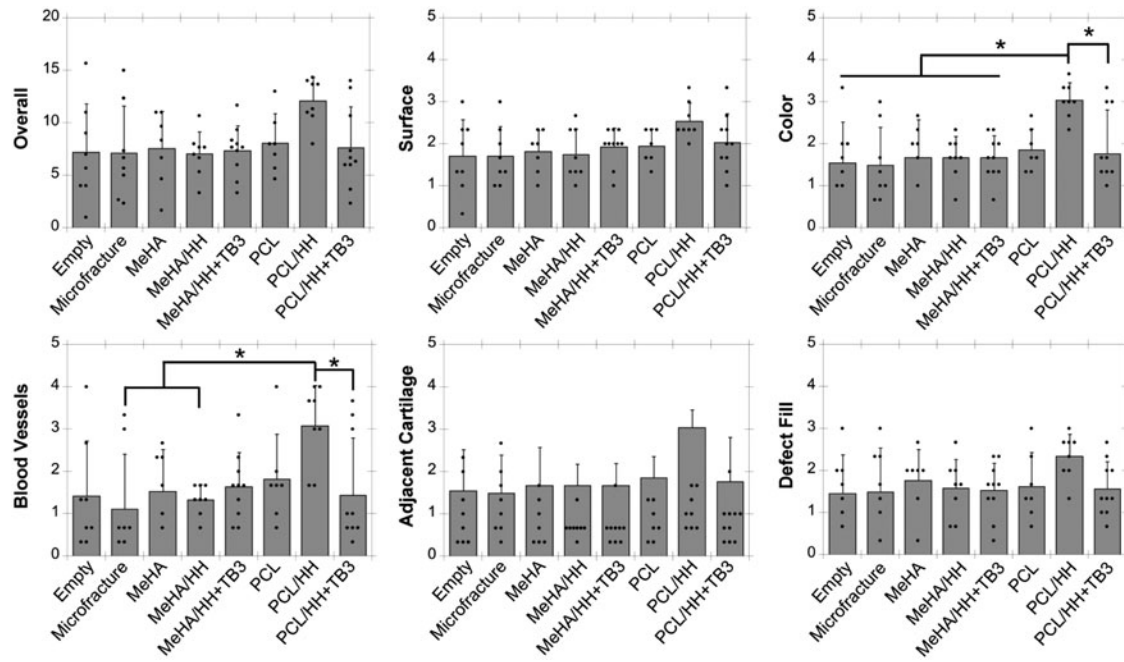 Overall
20
15
10
5
0
Empty
Microfracture
MeHA
MeHA/HH
MeHA/HH+TB3
PCL
PCL/HH
PCL/HH+TB3
Surface
5
4
3
2
1
0
Empty
Microfracture
MeHA
MeHA/HH
MeHA/HH+TB3
PCL
PCL/HH
PCL/HH+TB3
Color
5
4
3
2
1
0
*
*
Empty
Microfracture
MeHA
MeHA/HH
MeHA/HH+TB3
PCL
PCL/HH
PCL/HH+TB3
Blood Vessels
5
4
3
2
1
0
*
*
Empty
Microfracture
MeHA
MeHA/HH
MeHA/HH+TB3
PCL
PCL/HH
PCL/HH+TB3
Adjacent Cartilage
5
4
3
2
1
0
Empty
Microfracture
MeHA
MeHA/HH
MeHA/HH+TB3
PCL
PCL/HH
PCL/HH+TB3
Defect Fill
5
4
3
2
1
0
Empty
Microfracture
MeHA
MeHA/HH
MeHA/HH+TB3
PCL
PCL/HH
PCL/HH+TB3